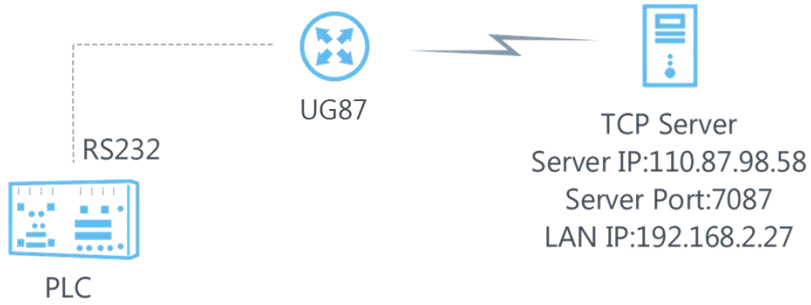 UG87
RS232
PLC
TCP Server
Server IP:110.87.98.58
Server Port:7087
LAN IP:192.168.2.27